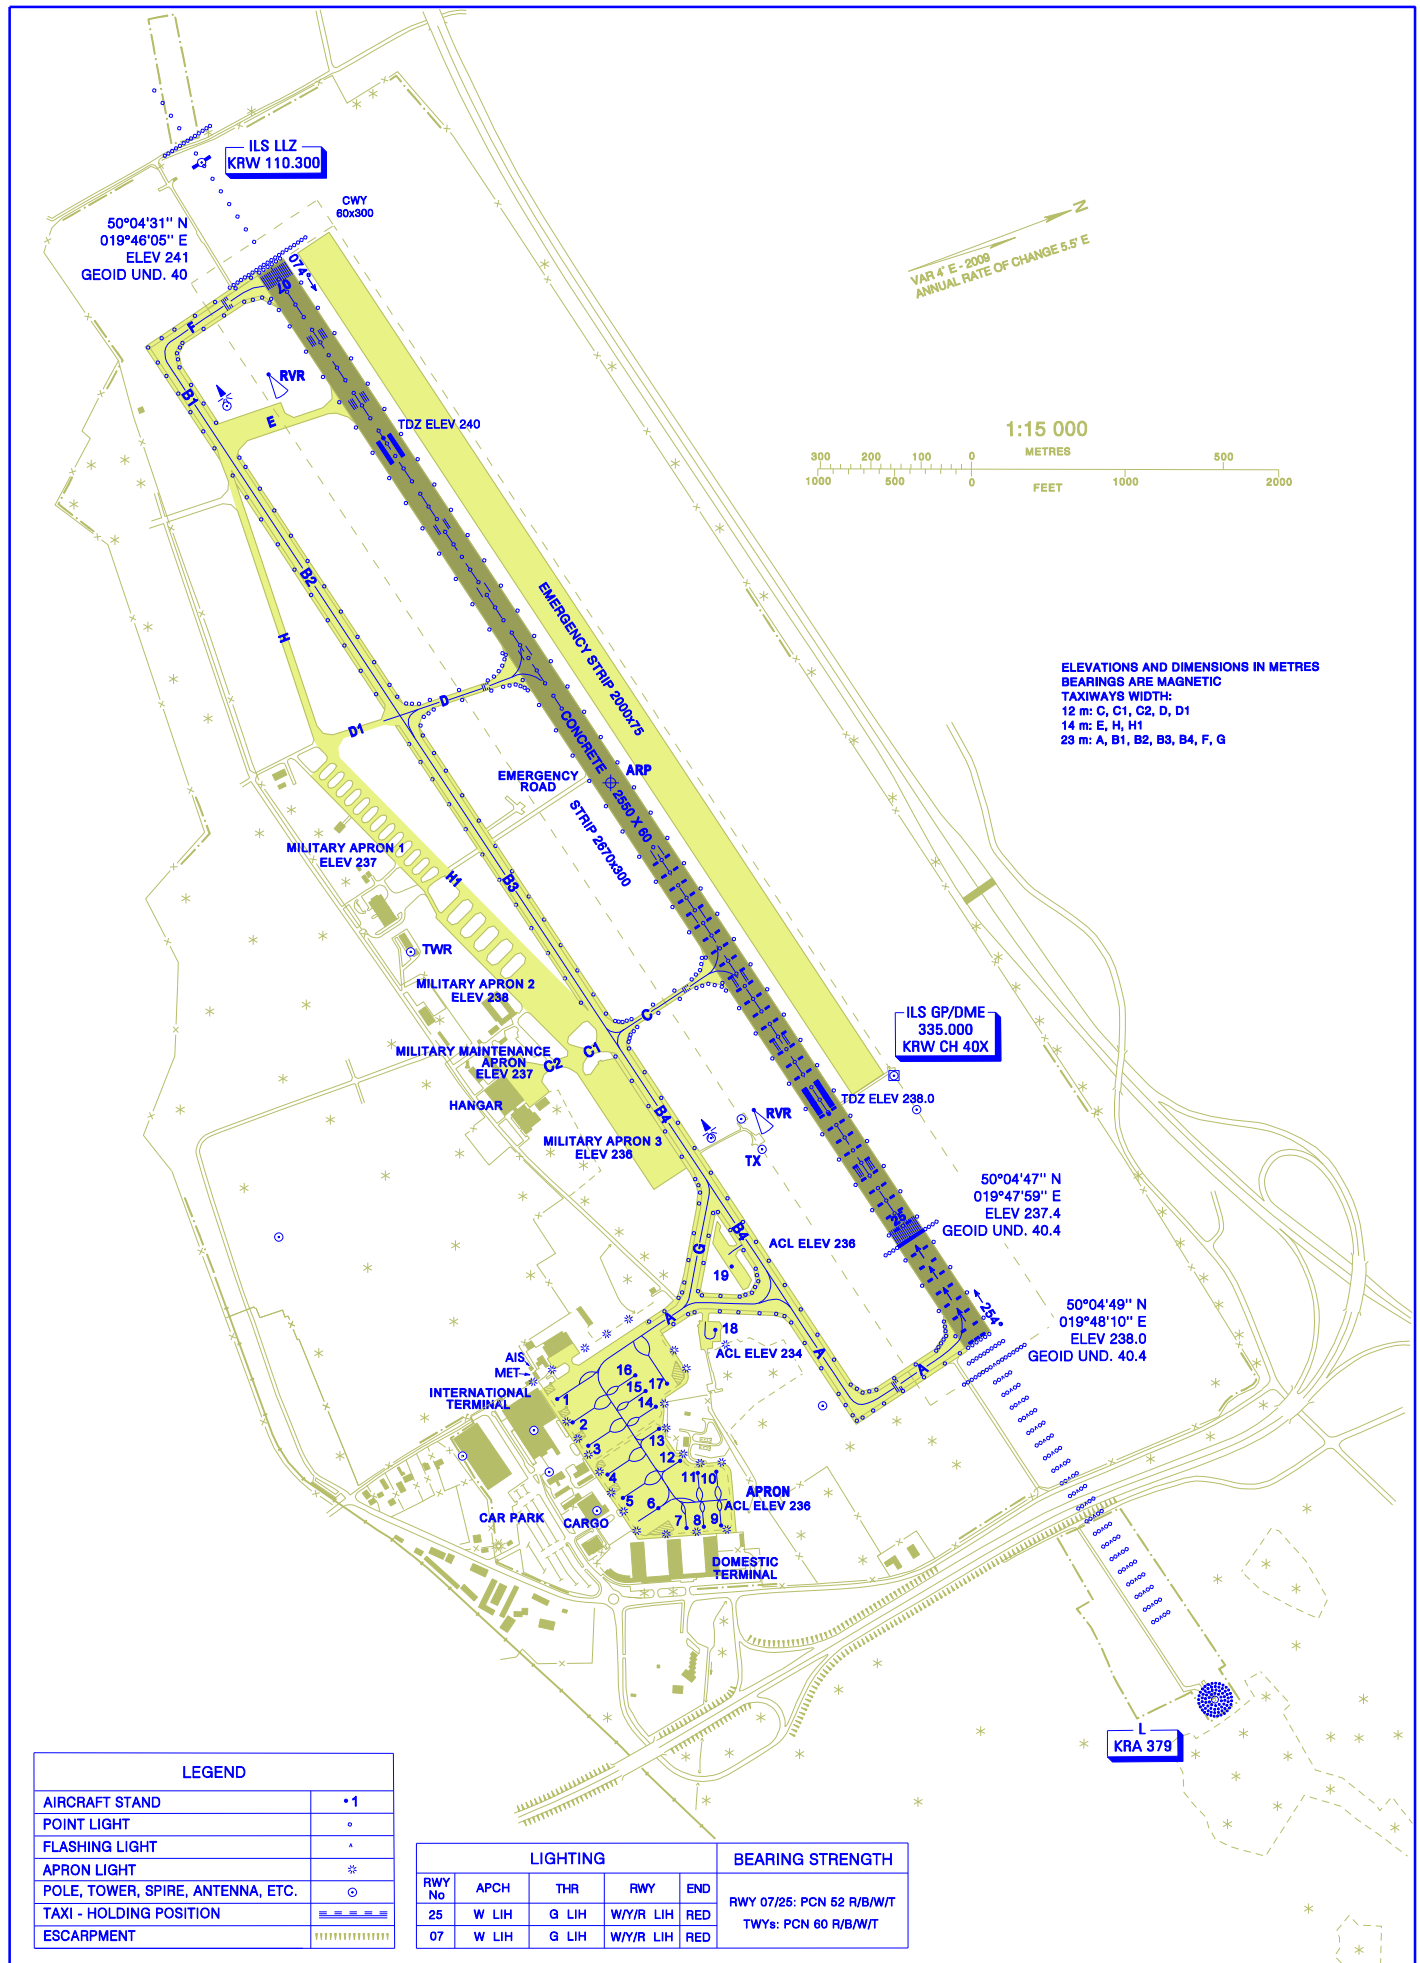 ILS LLZ
KRW 110.300
CWY
60x300
50°04'31'' N
019°46'05'' E
ELEV 241
GEOID UND. 40
074°
07
N
VAR 4° E - 2009
ANNUAL RATE OF CHANGE 5.5' E
F
B1
RVR
E
TDZ ELEV 240
1:15 000
METRES
300 200 100 0 500
1000 500 0 1000 2000
FEET
B2
H
EMERGENCY STRIP 2000x75
ELEVATIONS AND DIMENSIONS IN METRES
BEARINGS ARE MAGNETIC
TAXIWAYS WIDTH:
12 m: C, C1, C2, D, D1
14 m: E, H, H1
23 m: A, B1, B2, B3, B4, F, G
D
D1
CONCRETE 2550 X 60
ARP
EMERGENCY
ROAD
STRIP 2670x300
MILITARY APRON 1
ELEV 237
H1
B3
TWR
MILITARY APRON 2
ELEV 238
C
ILS GP/DME
335.000
KRW CH 40X
MILITARY MAINTENANCE
APRON
ELEV 237
C1
C2
HANGAR
TDZ ELEV 238.0
B4
RVR
TX
MILITARY APRON 3
ELEV 236
50°04'47'' N
019°47'59'' E
ELEV 237.4
GEOID UND. 40.4
25
B4
G
ACL ELEV 236
19
254°
50°04'49'' N
019°48'10'' E
ELEV 238.0
GEOID UND. 40.4
A
18
ACL ELEV 234
A
A
AIS
MET
INTERNATIONAL
TERMINAL
16
15
17
14
1
2
13
3
12
4
11
10
5
6
7
8
9
APRON
ACL ELEV 236
CAR PARK
CARGO
DOMESTIC
TERMINAL
L
KRA 379
LEGEND
AIRCRAFT STAND 1
POINT LIGHT
FLASHING LIGHT
APRON LIGHT
POLE, TOWER, SPIRE, ANTENNA, ETC.
TAXI - HOLDING POSITION
ESCARPMENT
LIGHTING BEARING STRENGTH
RWY No APCH THR RWY END
25 W LIH G LIH W/Y/R LIH RED
07 W LIH G LIH W/Y/R LIH RED
RWY 07/25: PCN 52 R/B/W/T
TWYs: PCN 60 R/B/W/T